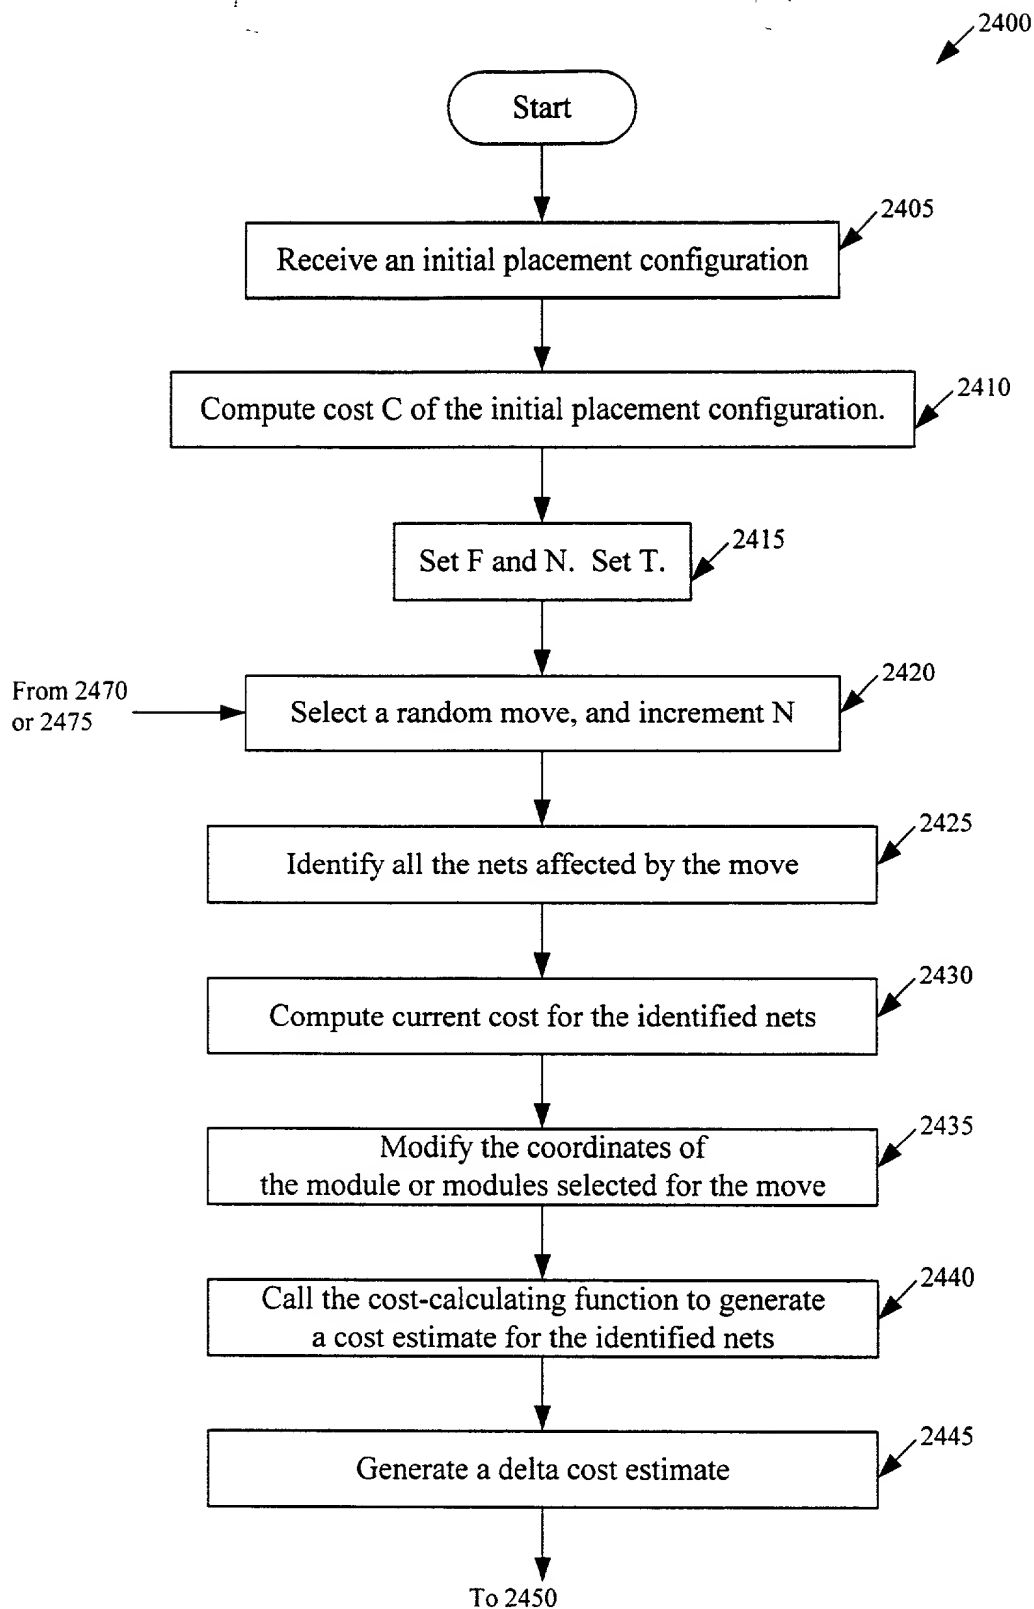 2400
Start
2405
Receive an initial placement configuration
2410
Compute cost C of the initial placement configuration.
2415
Set F and N. Set T.
2420
From 2470
or 2475
Select a random move, and increment N
2425
Identify all the nets affected by the move
2430
Compute current cost for the identified nets
2435
Modify the coordinates of
the module or modules selected for the move
2440
Call the cost-calculating function to generate
a cost estimate for the identified nets
2445
Generate a delta cost estimate
To 2450